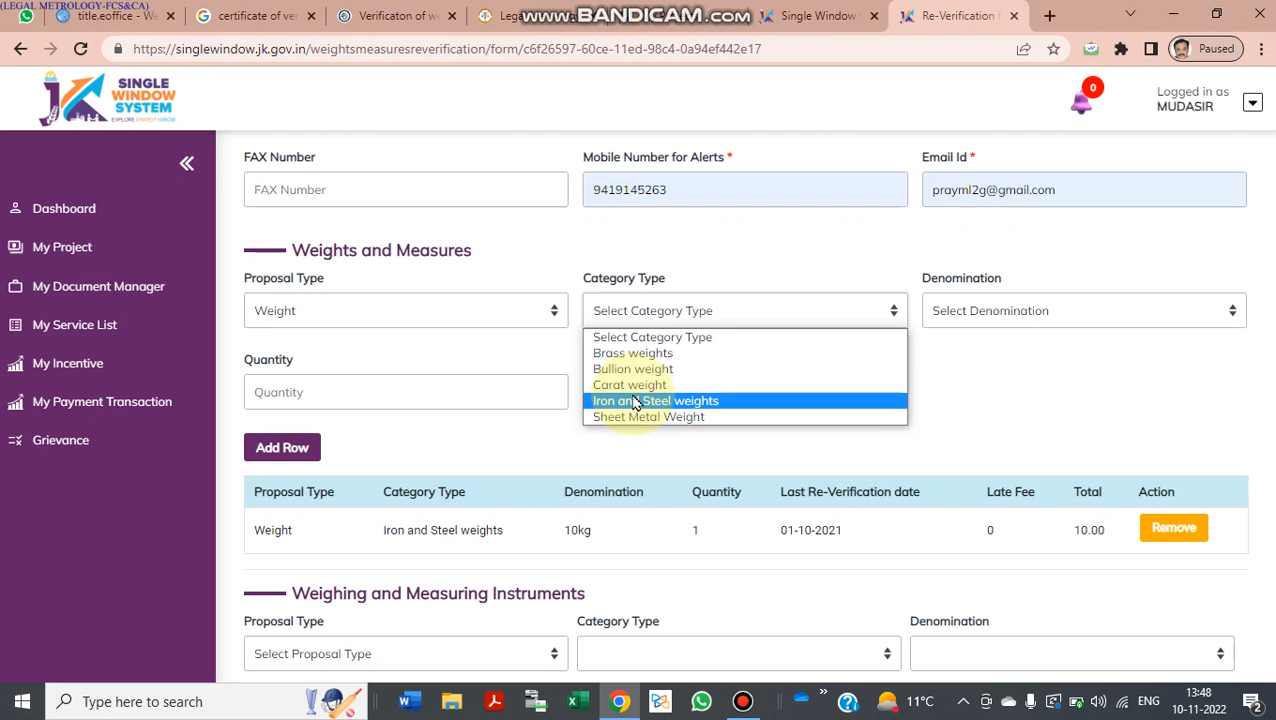 (LEGAL METROLOGY-FCS&CA)
www.BANDICAM.com
title.office -
certificate of ver
Verification of w
Lega
Single Window
Re-Verification f
https://singlewindow.jk.gov.in/weightsmeasuresreverification/form/c6f26597-60ce-11ed-98c4-0a94ef442e17
Paused
SINGLE
WINDOW
SYSTEM
EXPLORE INVEST GROW
0
Logged in as
MUDASIR
Dashboard
My Project
My Document Manager
My Service List
My Incentive
My Payment Transaction
Grievance
FAX Number Mobile Number for Alerts * Email Id *
FAX Number 9419145263 prayml2g@gmail.com
Weights and Measures
Proposal Type Category Type Denomination
Weight Select Category Type Select Denomination
Select Category Type
Brass weights
Bullion weight
Carat weight
Iron and Steel weights
Sheet Metal Weight
Quantity
Quantity
Add Row
Proposal Type Category Type Denomination Quantity Last Re-Verification date Late Fee Total Action
Weight Iron and Steel weights 10kg 1 01-10-2021 0 10.00 Remove
Weighing and Measuring Instruments
Proposal Type Category Type Denomination
Select Proposal Type
Type here to search
11°C
ENG
13:48
10-11-2022
2